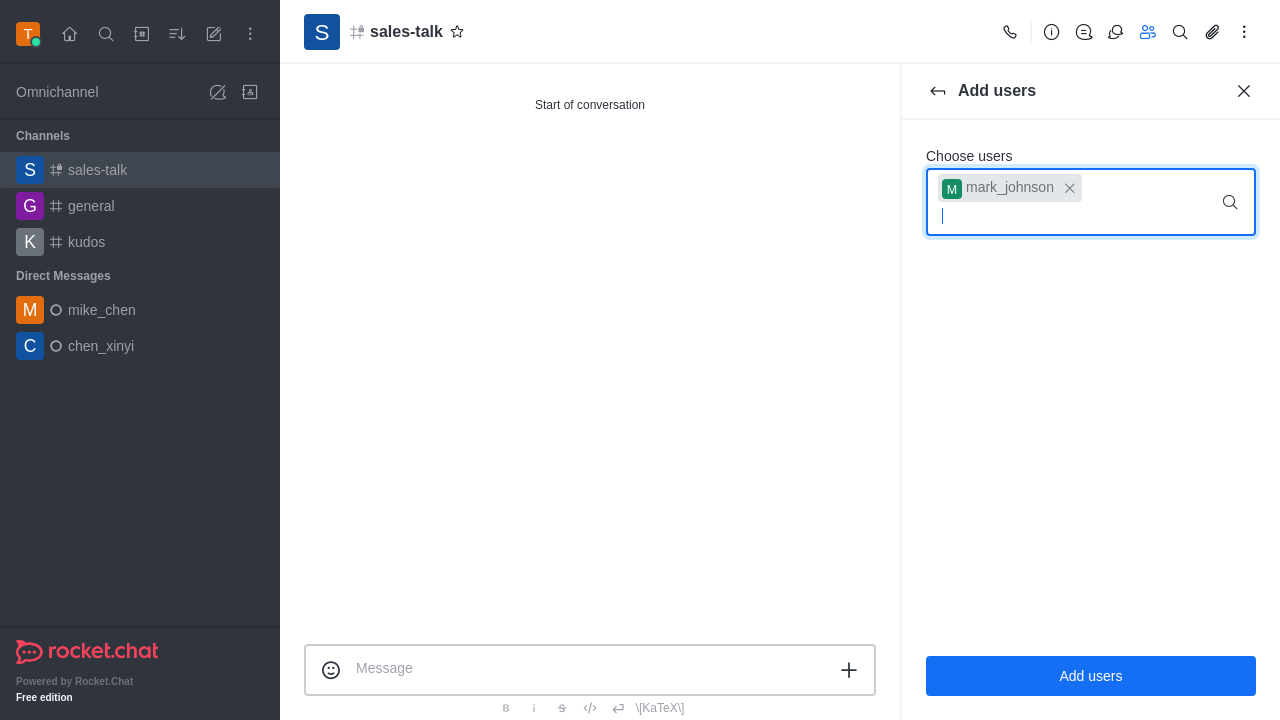 T
Omnichannel
Channels
S sales-talk
G general
K kudos
Direct Messages
M mike_chen
C chen_xinyi
rocket.chat
Powered by Rocket.Chat
Free edition
S sales-talk
Start of conversation
Message
B i S \[KaTeX\]
Add users
Choose users
M mark_johnson
Add users